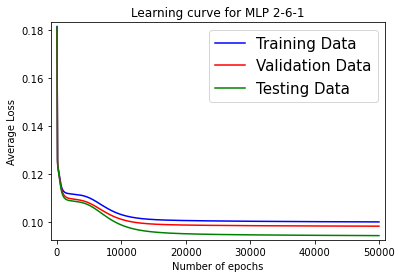 Learning curve for MLP 2-6-1
Training Data
Validation Data
Testing Data
Average Loss
0.18
0.16
0.14
0.12
0.10
0
10000
20000
30000
40000
50000
Number of epochs